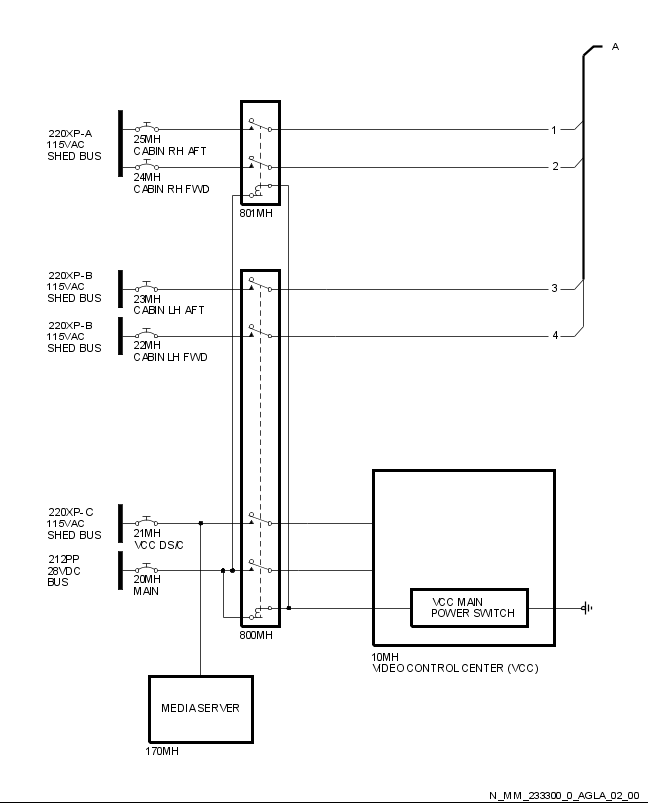 A
220XP-A
115VAC
SHED BUS
25MH
CABIN RH AFT
24MH
CABIN RH FWD
1
2
801MH
220XP-B
115VAC
SHED BUS
23MH
CABIN LH AFT
3
220XP-B
115VAC
SHED BUS
22MH
CABIN LH FWD
4
220XP-C
115VAC
SHED BUS
21MH
VCC DS/C
212PP
28VDC
BUS
20MH
MAIN
800MH
VCC MAIN
POWER SWITCH
10MH
VIDEO CONTROL CENTER (VCC)
MEDIA SERVER
170MH
N_MM_233300_0_AGLA_02_00